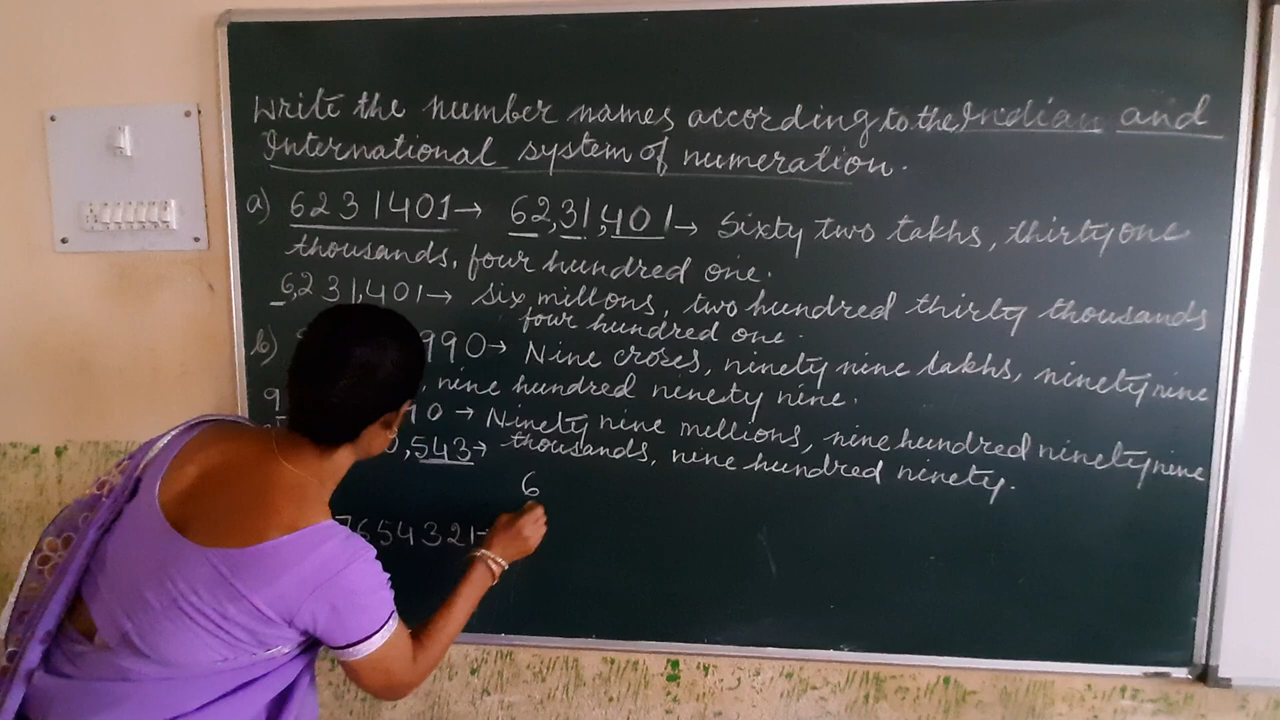 Write the number names according to the Indian and
International system of numeration.
a) 6231401→ 62,31,401→ Sixty two lakhs, thirty one
thousands, four hundred one.
6,231,401→ six millons, two hundred thirty thousands
four hundred one.
b) 990→ Nine crores, ninety nine lakhs, ninety nine
, nine hundred ninety nine.
9 90 → Ninety nine millions, nine hundred ninety nine
,543→ thousands, nine hundred ninety.
6
7654321→